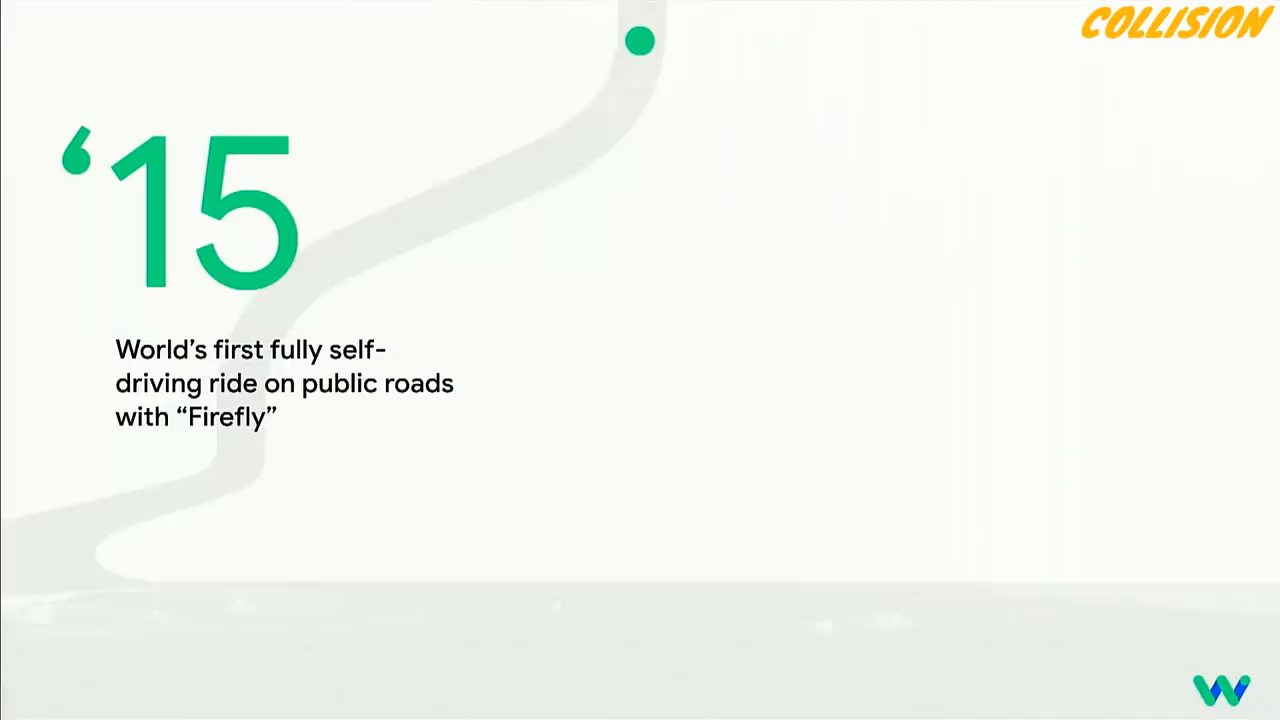 COLLISION
‘15
World’s first fully self-
driving ride on public roads
with “Firefly”